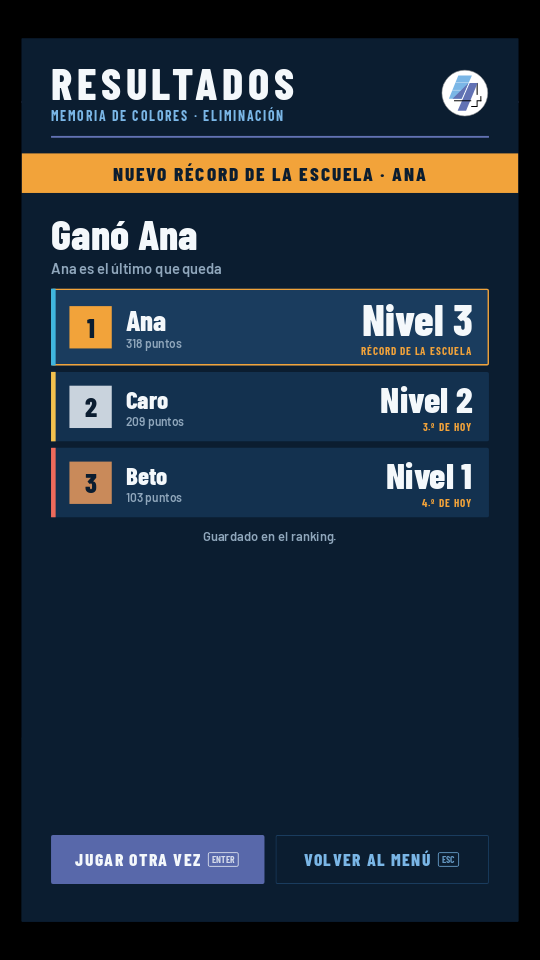 RESULTADOS
MEMORIA DE COLORES · ELIMINACIÓN
NUEVO RÉCORD DE LA ESCUELA · ANA
Ganó Ana
Ana es el último que queda
1
Ana
318 puntos
Nivel 3
RÉCORD DE LA ESCUELA
2
Caro
209 puntos
Nivel 2
3.º DE HOY
3
Beto
103 puntos
Nivel 1
4.º DE HOY
Guardado en el ranking.
JUGAR OTRA VEZ ENTER
VOLVER AL MENÚ ESC